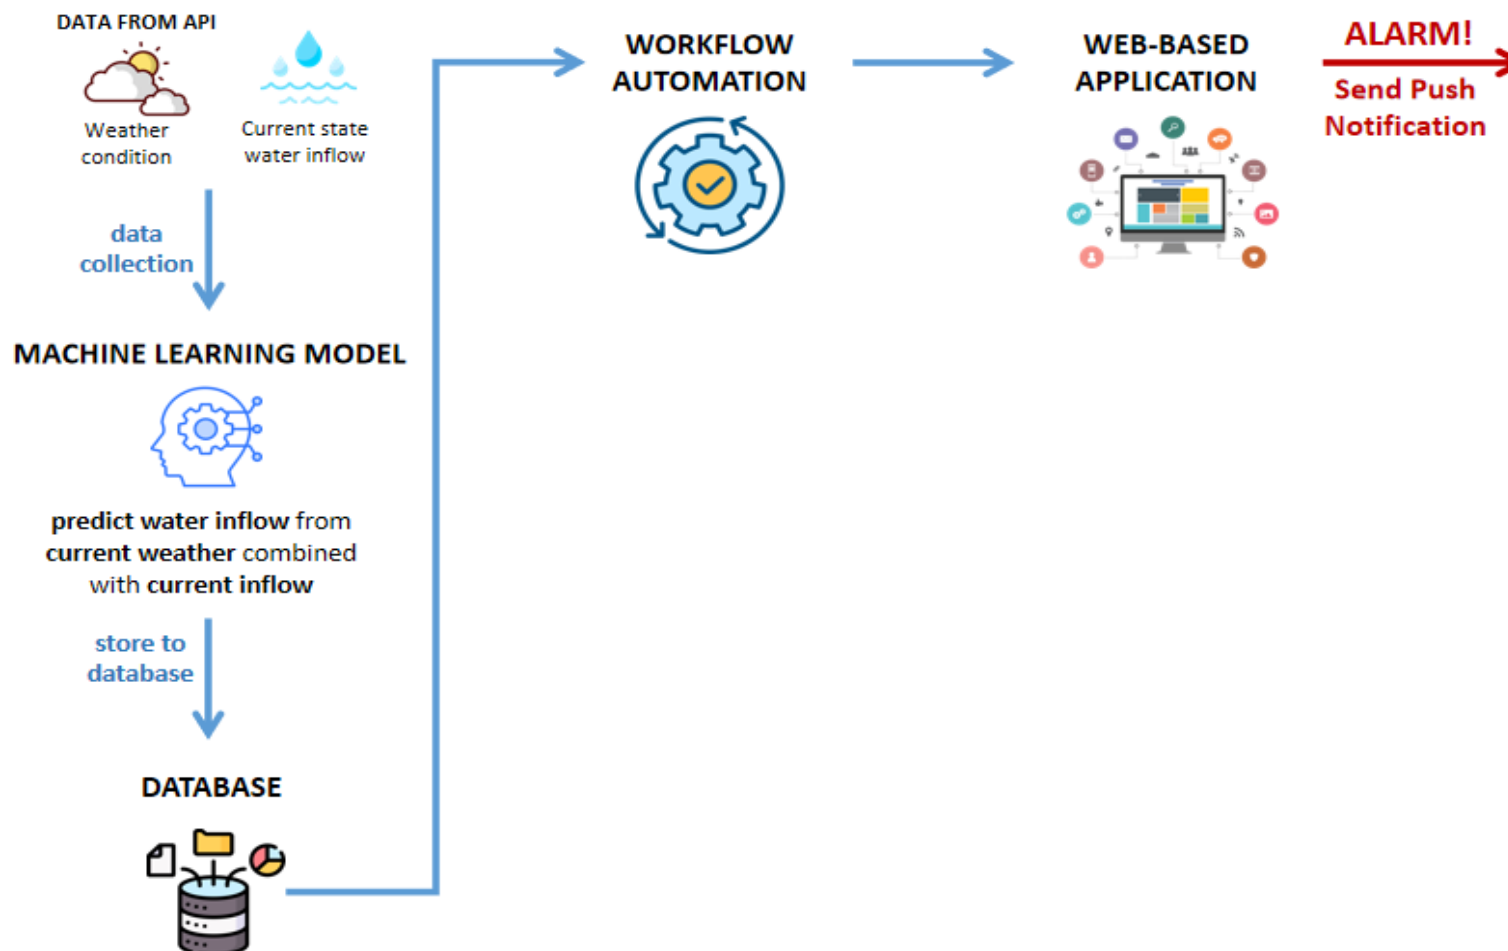 DATA FROM API
Weather
condition
Current state
water inflow
data
collection
MACHINE LEARNING MODEL
predict water inflow from
current weather combined
with current inflow
store to
database
DATABASE
WORKFLOW
AUTOMATION
WEB-BASED
APPLICATION
ALARM!
Send Push
Notification